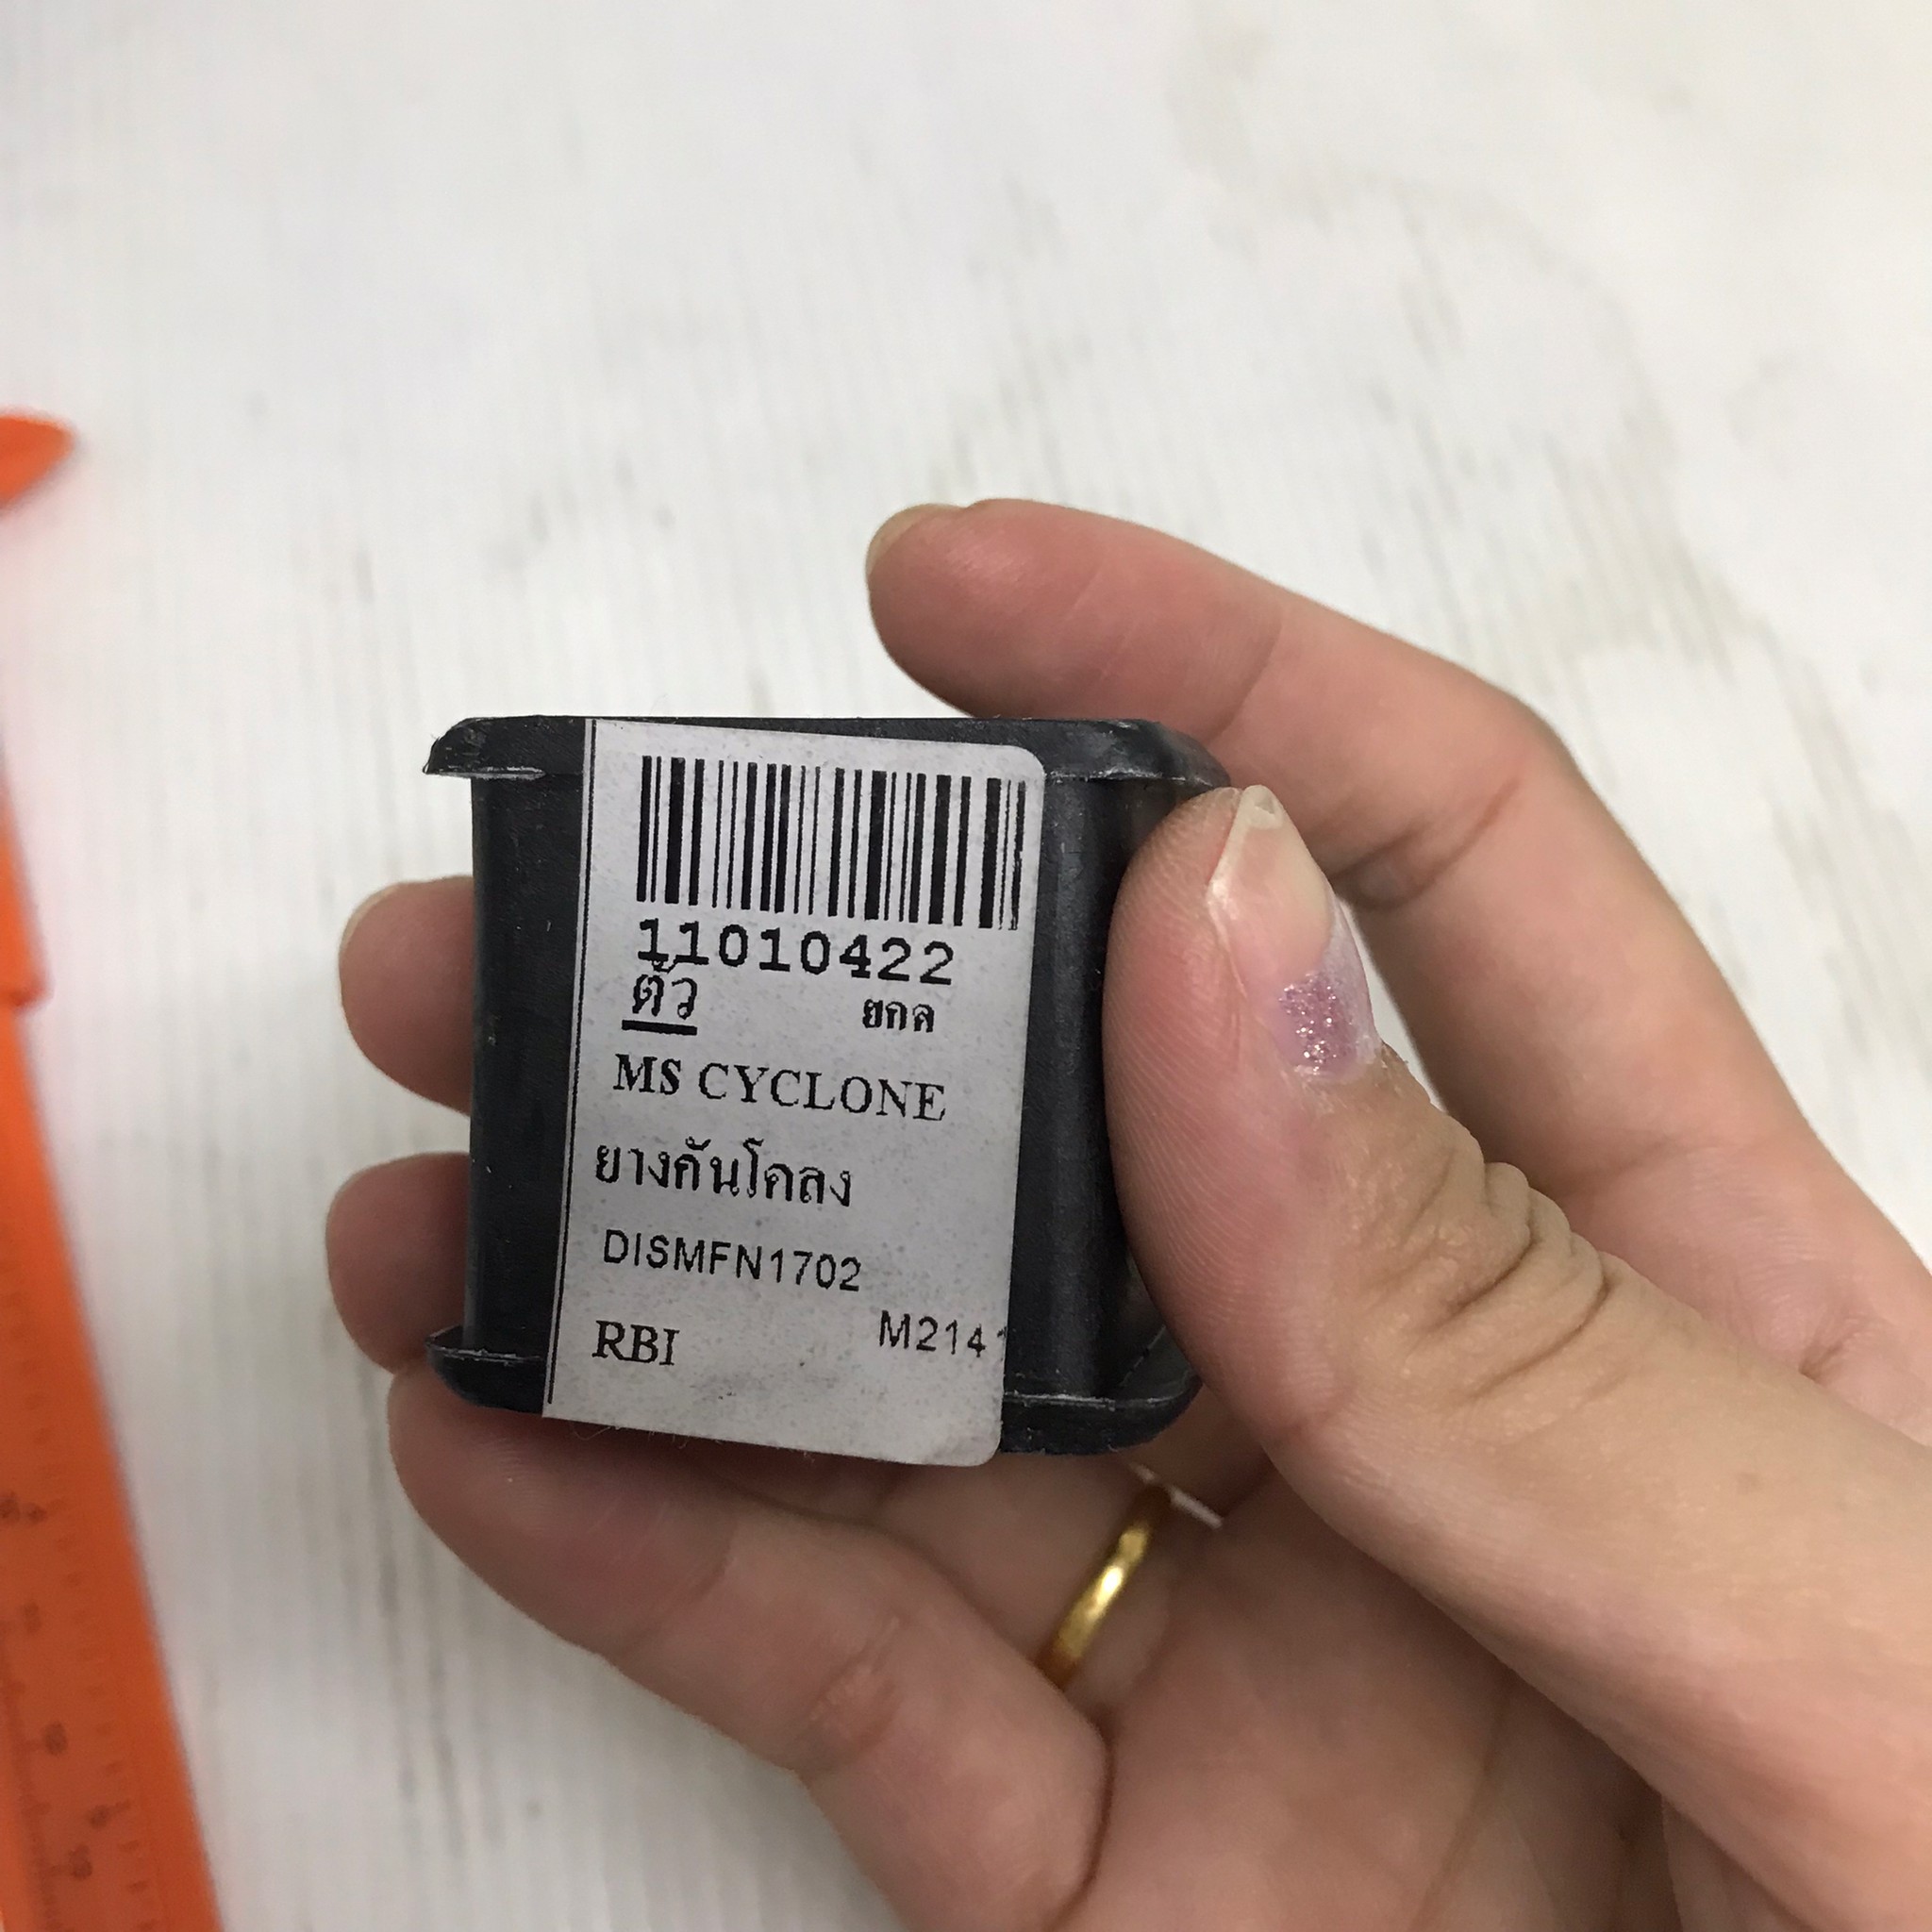 11010422
ตัว ยกล
MS CYCLONE
ยางกันโคลง
DISMFN1702
RBI M2141